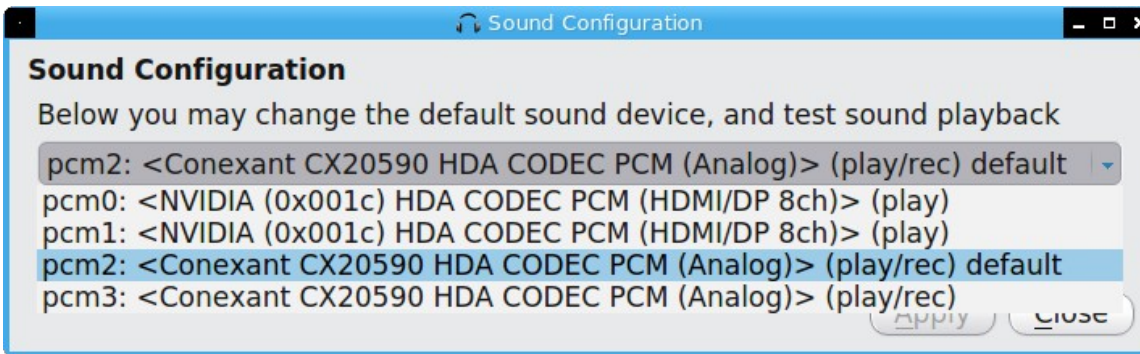 Sound Configuration
Sound Configuration
Below you may change the default sound device, and test sound playback
pcm2: <Conexant CX20590 HDA CODEC PCM (Analog)> (play/rec) default
pcm0: <NVIDIA (0x001c) HDA CODEC PCM (HDMI/DP 8ch)> (play)
pcm1: <NVIDIA (0x001c) HDA CODEC PCM (HDMI/DP 8ch)> (play)
pcm2: <Conexant CX20590 HDA CODEC PCM (Analog)> (play/rec) default
pcm3: <Conexant CX20590 HDA CODEC PCM (Analog)> (play/rec)
Apply Close